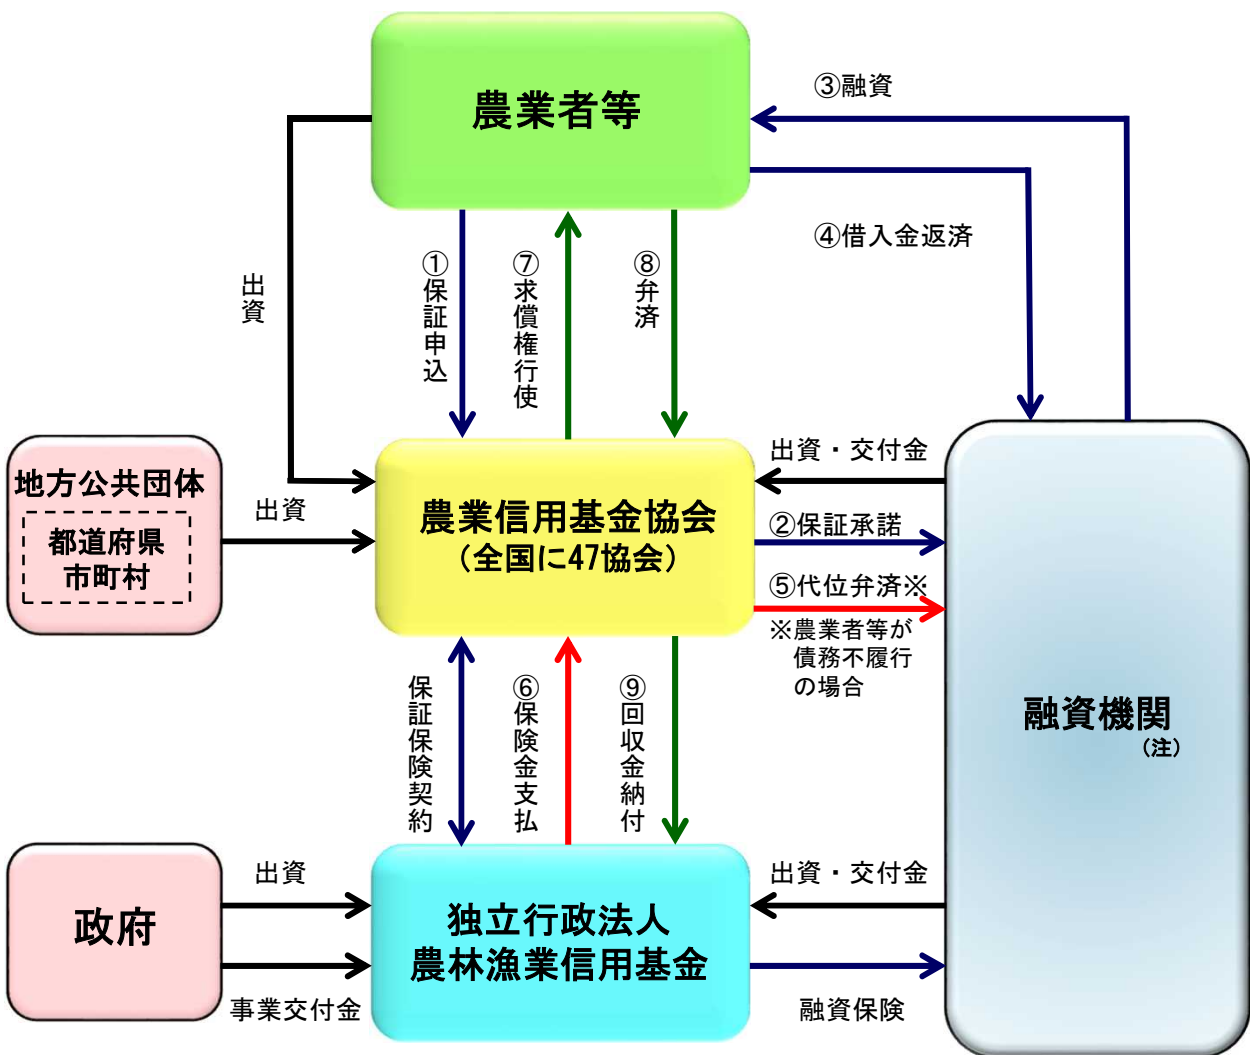 農業者等
③融資
④借入金返済
出資
①保証申込
⑦求償権行使
⑧弁済
地方公共団体
都道府県
市町村
出資
農業信用基金協会
（全国に47協会）
出資・交付金
②保証承諾
⑤代位弁済※
※農業者等が
債務不履行
の場合
融資機関
（注）
保証保険契約
⑥保険金支払
⑨回収金納付
政府
出資
事業交付金
独立行政法人
農林漁業信用基金
出資・交付金
融資保険